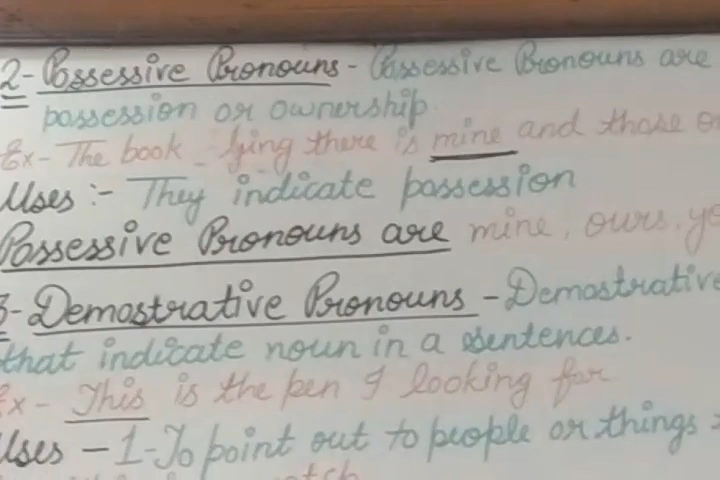 2- Possessive Pronouns - Possessive Pronouns are
possession or ownership.
Ex- The book lying there is mine and those
Uses :- They indicate possession
Possessive Pronouns are mine, ours,
3- Demostrative Pronouns - Demostrative
that indicate noun in a sentences.
Ex- This is the pen I looking for
Uses - 1- To point out to people or things